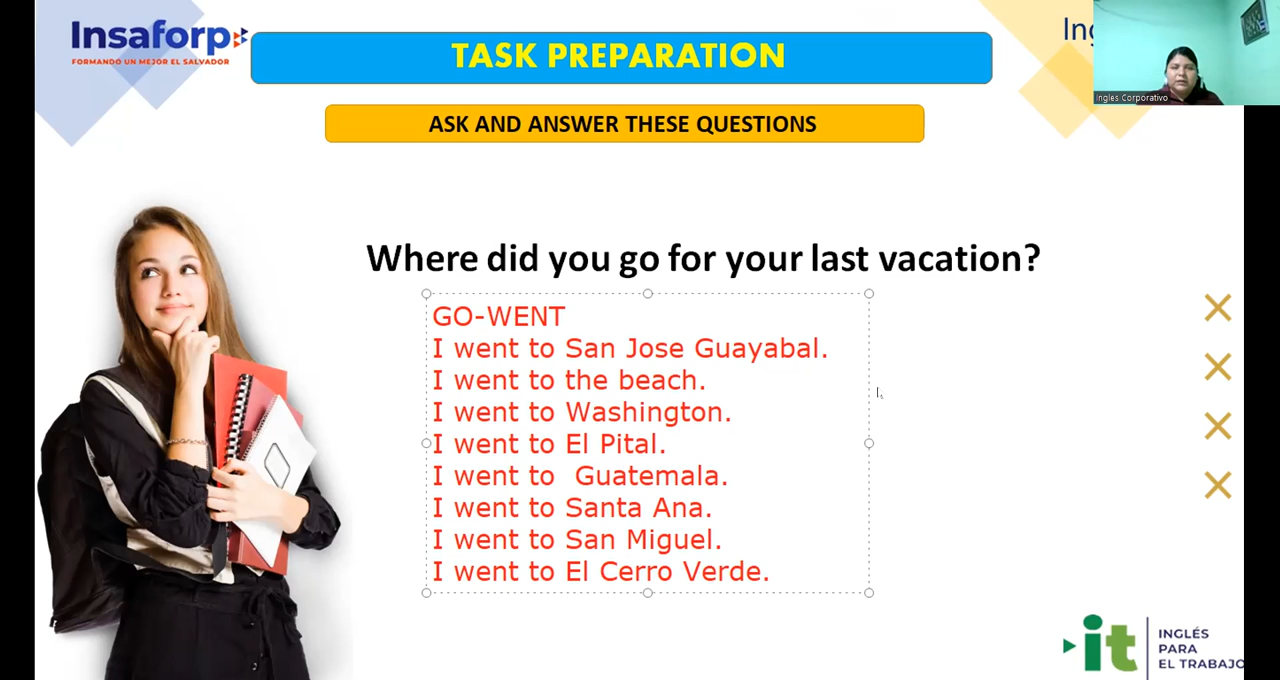 Insaforp
FORMANDO UN MEJOR EL SALVADOR
TASK PREPARATION
Ingles Corporativo
ASK AND ANSWER THESE QUESTIONS
Where did you go for your last vacation?
GO-WENT
I went to San Jose Guayabal.
I went to the beach.
I went to Washington.
I went to El Pital.
I went to  Guatemala.
I went to Santa Ana.
I went to San Miguel.
I went to El Cerro Verde.
it
INGLÉS
PARA
EL TRABAJO